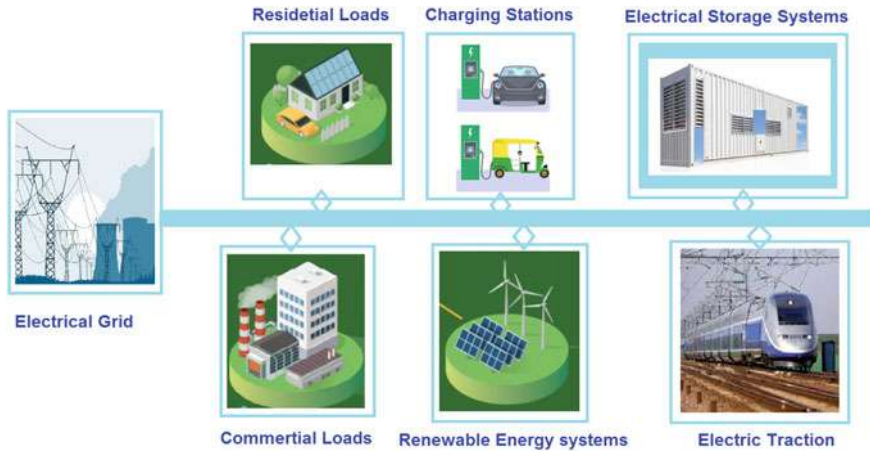 Residetial Loads
Charging Stations
Electrical Storage Systems
Electrical Grid
Commertial Loads
Renewable Energy systems
Electric Traction